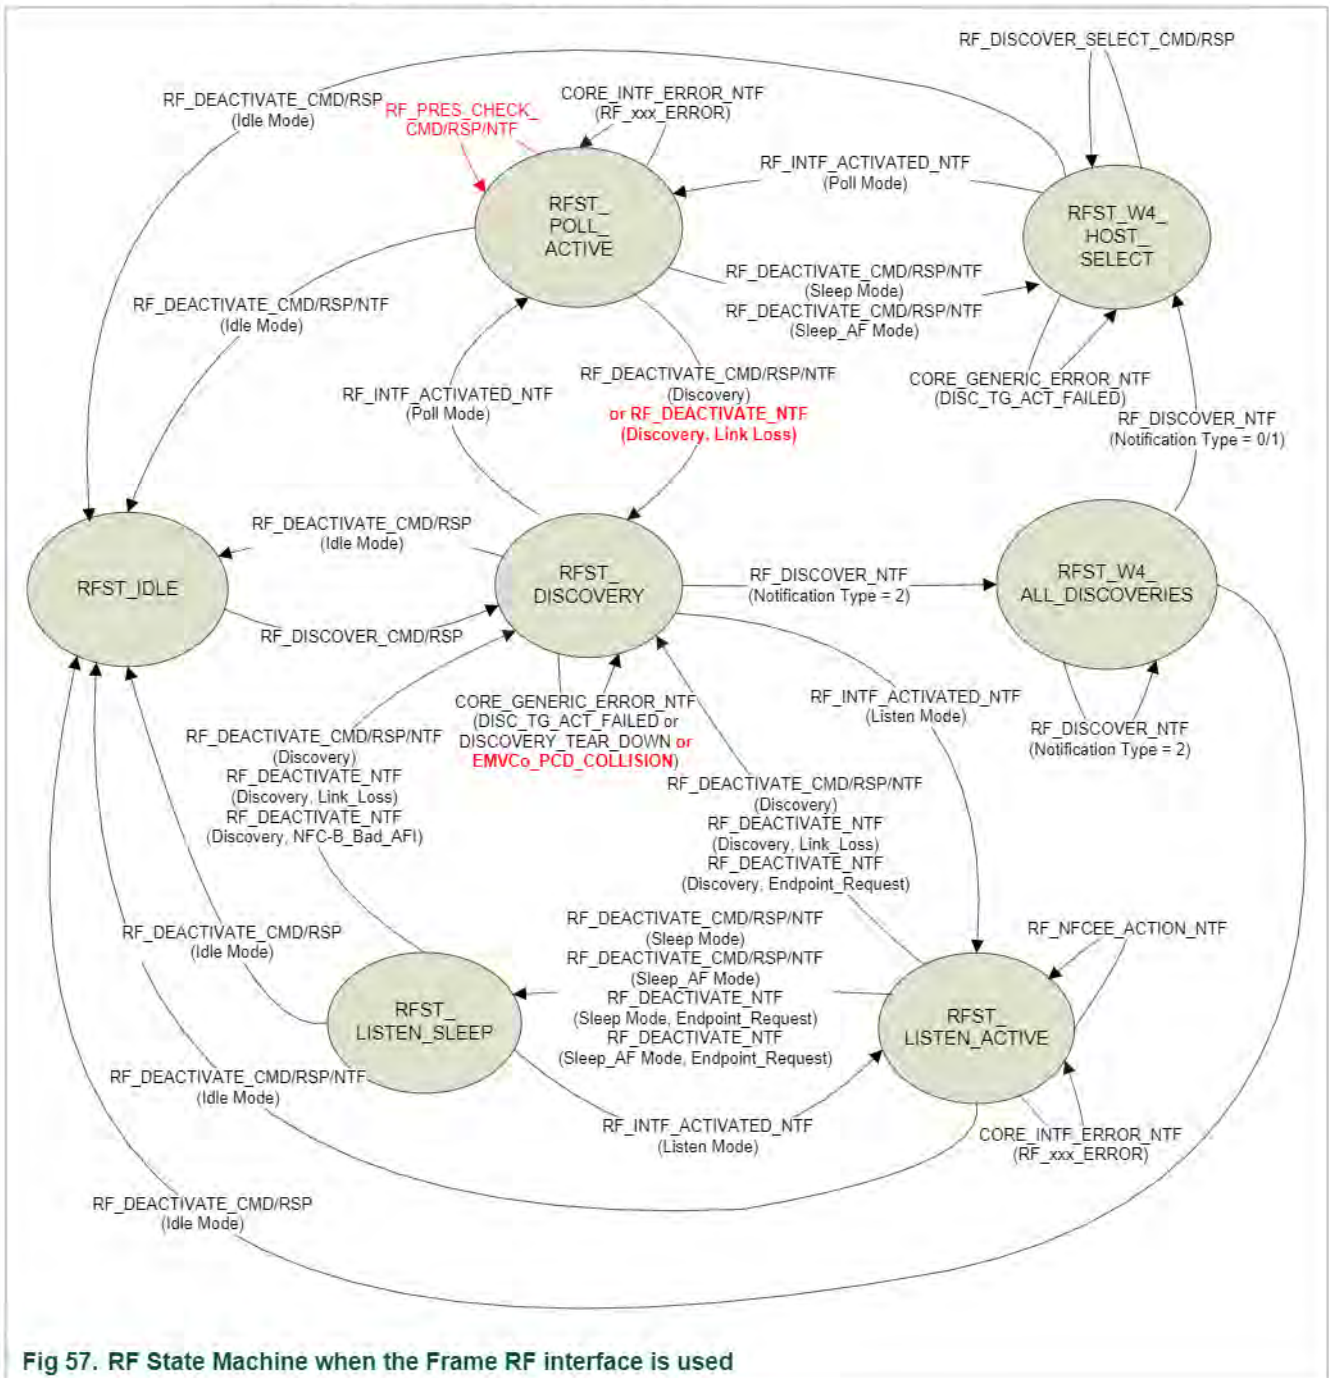 RF_DISCOVER_SELECT_CMD/RSP
RF_DEACTIVATE_CMD/RSP
(Idle Mode)
RF_PRES_CHECK_
CMD/RSP/NTF
CORE_INTF_ERROR_NTF
(RF_xxx_ERROR)
RF_INTF_ACTIVATED_NTF
(Poll Mode)
RFST_
POLL_
ACTIVE
RFST_W4_
HOST_
SELECT
RF_DEACTIVATE_CMD/RSP/NTF
(Sleep Mode)
RF_DEACTIVATE_CMD/RSP/NTF
(Sleep_AF Mode)
RF_DEACTIVATE_CMD/RSP/NTF
(Idle Mode)
RF_INTF_ACTIVATED_NTF
(Poll Mode)
RF_DEACTIVATE_CMD/RSP/NTF
(Discovery)
or RF_DEACTIVATE_NTF
(Discovery, Link Loss)
CORE_GENERIC_ERROR_NTF
(DISC_TG_ACT_FAILED)
RF_DISCOVER_NTF
(Notification Type = 0/1)
RF_DEACTIVATE_CMD/RSP
(Idle Mode)
RFST_IDLE
RFST_
DISCOVERY
RF_DISCOVER_NTF
(Notification Type = 2)
RFST_W4_
ALL_DISCOVERIES
RF_DISCOVER_CMD/RSP
CORE_GENERIC_ERROR_NTF
(DISC_TG_ACT_FAILED or
DISCOVERY_TEAR_DOWN or
EMVCo_PCD_COLLISION)
RF_INTF_ACTIVATED_NTF
(Listen Mode)
RF_DISCOVER_NTF
(Notification Type = 2)
RF_DEACTIVATE_CMD/RSP/NTF
(Discovery)
RF_DEACTIVATE_NTF
(Discovery, Link_Loss)
RF_DEACTIVATE_NTF
(Discovery, NFC-B_Bad_AFI)
RF_DEACTIVATE_CMD/RSP/NTF
(Discovery)
RF_DEACTIVATE_NTF
(Discovery, Link_Loss)
RF_DEACTIVATE_NTF
(Discovery, Endpoint_Request)
RF_DEACTIVATE_CMD/RSP
(Idle Mode)
RF_DEACTIVATE_CMD/RSP/NTF
(Sleep Mode)
RF_DEACTIVATE_CMD/RSP/NTF
(Sleep_AF Mode)
RF_DEACTIVATE_NTF
(Sleep Mode, Endpoint_Request)
RF_DEACTIVATE_NTF
(Sleep_AF Mode, Endpoint_Request)
RF_NFCEE_ACTION_NTF
RFST_
LISTEN_SLEEP
RFST_
LISTEN_ACTIVE
RF_DEACTIVATE_CMD/RSP/NTF
(Idle Mode)
RF_INTF_ACTIVATED_NTF
(Listen Mode)
CORE_INTF_ERROR_NTF
(RF_xxx_ERROR)
RF_DEACTIVATE_CMD/RSP
(Idle Mode)
Fig 57. RF State Machine when the Frame RF interface is used